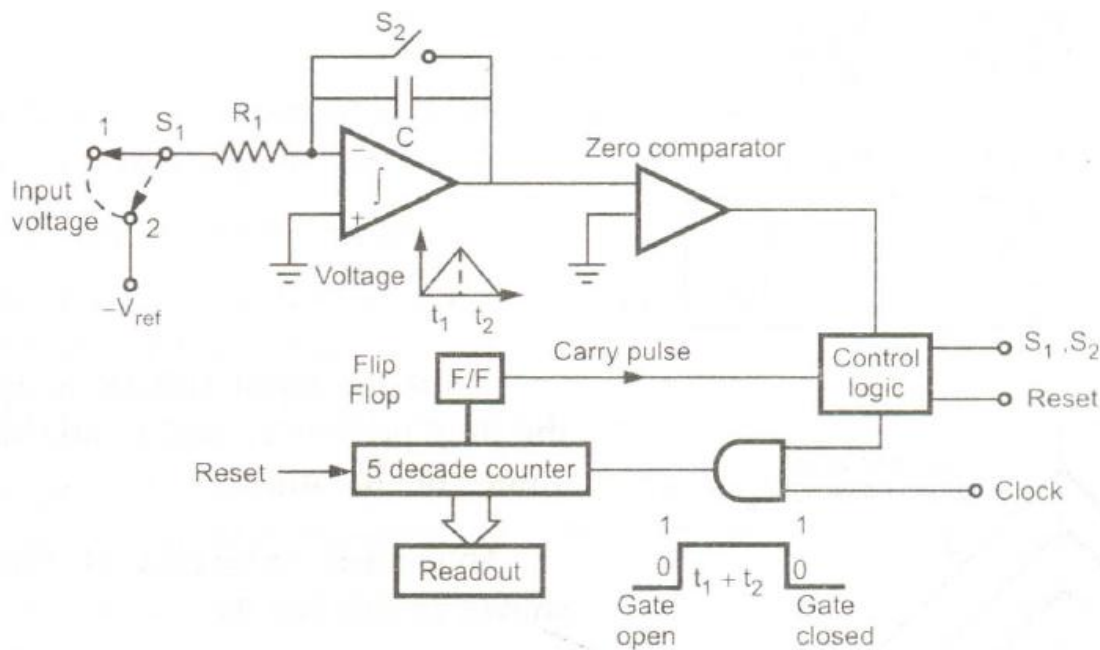 S2
R1
1
S1
C
Zero comparator
Input
voltage
∫
−
+
2
Voltage
−Vref
t1
t2
Carry pulse
Flip
Flop
F/F
Control
logic
S1 ,S2
Reset
Reset
5 decade counter
Clock
1
1
Readout
0
t1 + t2
0
Gate
open
Gate
closed